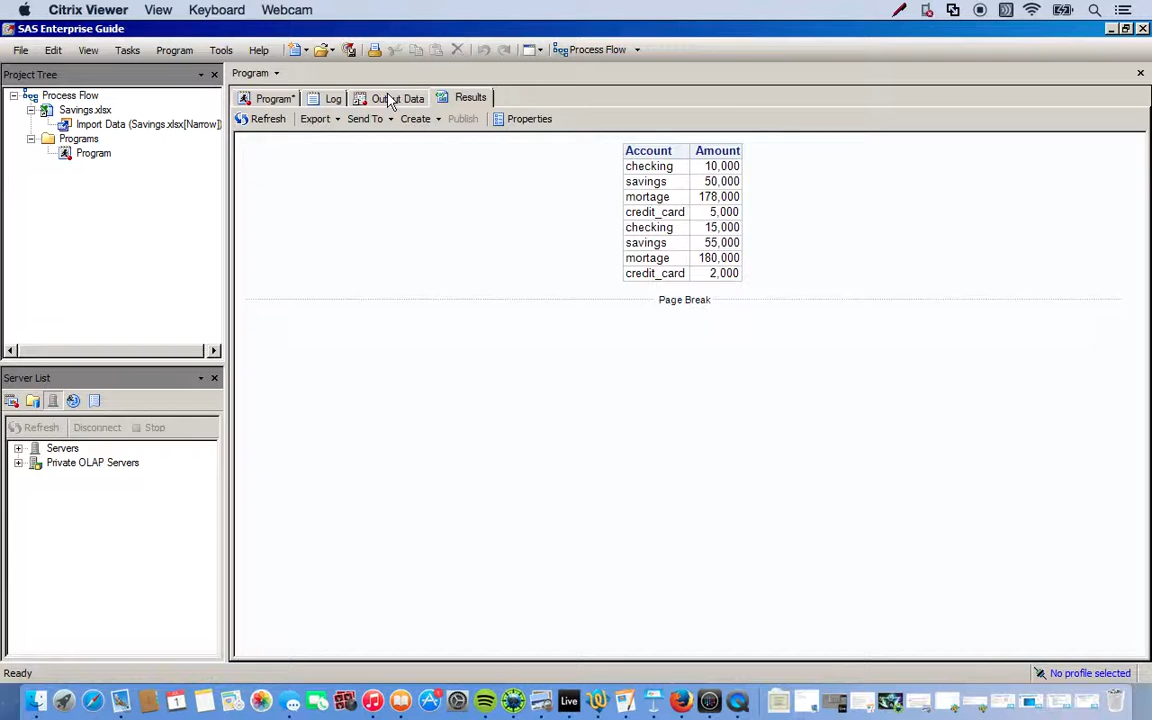 Citrix Viewer View Keyboard Webcam
SAS Enterprise Guide
File Edit View Tasks Program Tools Help Process Flow
Project Tree
Process Flow
Savings.xlsx
Import Data (Savings.xlsx[Narrow])
Programs
Program
Server List
Refresh Disconnect Stop
Servers
Private OLAP Servers
Program
Program* Log Output Data Results
Refresh Export Send To Create Publish Properties
Account Amount
checking 10,000
savings 50,000
mortage 178,000
credit_card 5,000
checking 15,000
savings 55,000
mortage 180,000
credit_card 2,000
Page Break
Ready No profile selected
Live